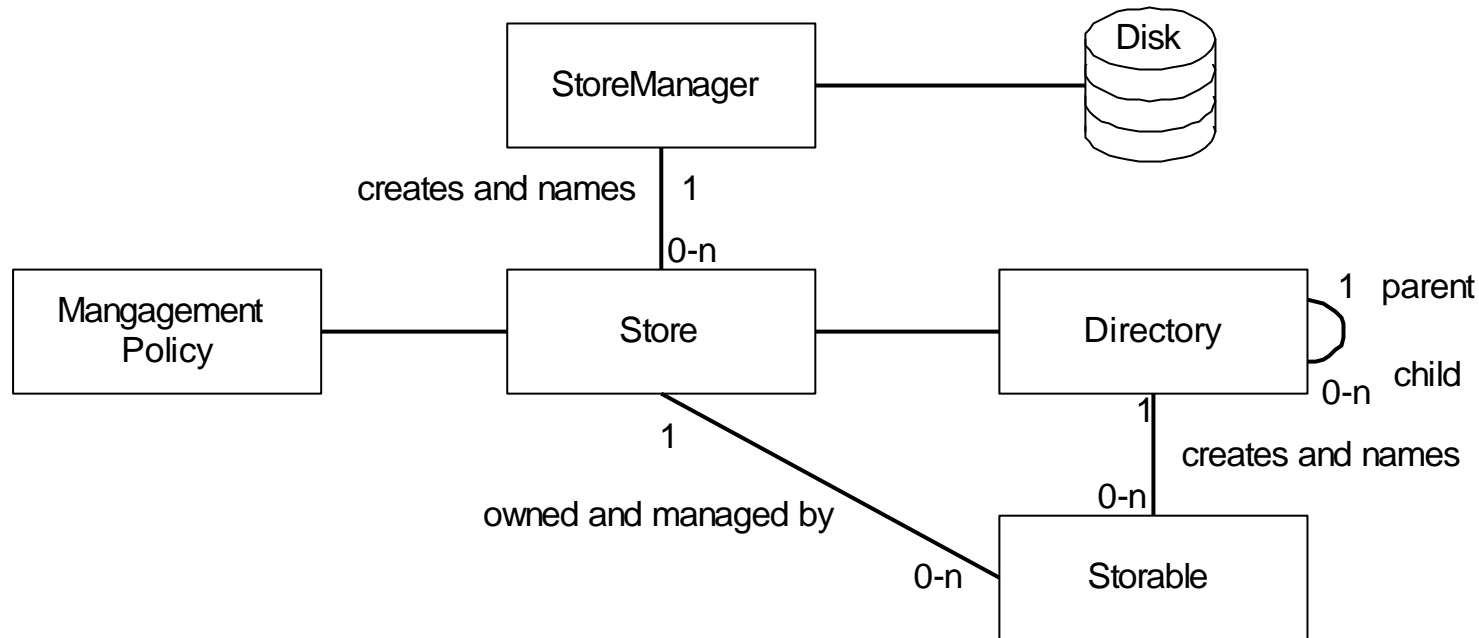 Disk
StoreManager
creates and names
1
0-n
Mangagement
Policy
Store
Directory
1
parent
0-n
child
1
owned and managed by
0-n
1
creates and names
0-n
Storable